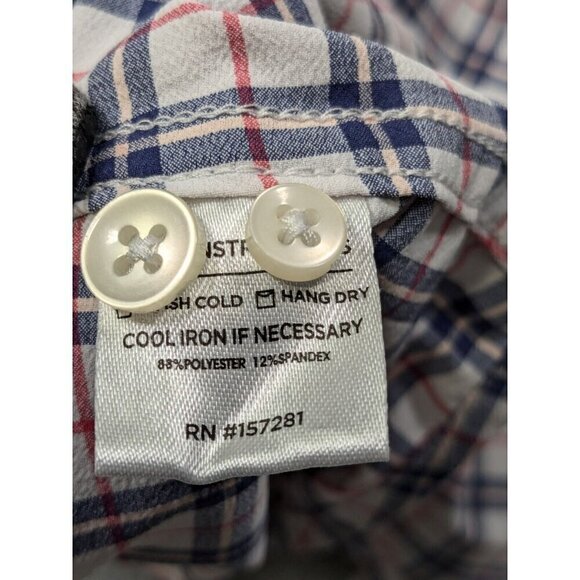 COLD HANG DRY
COOL IRON IF NECESSARY
88%POLYESTER 12%SPANDEX
RN #157281